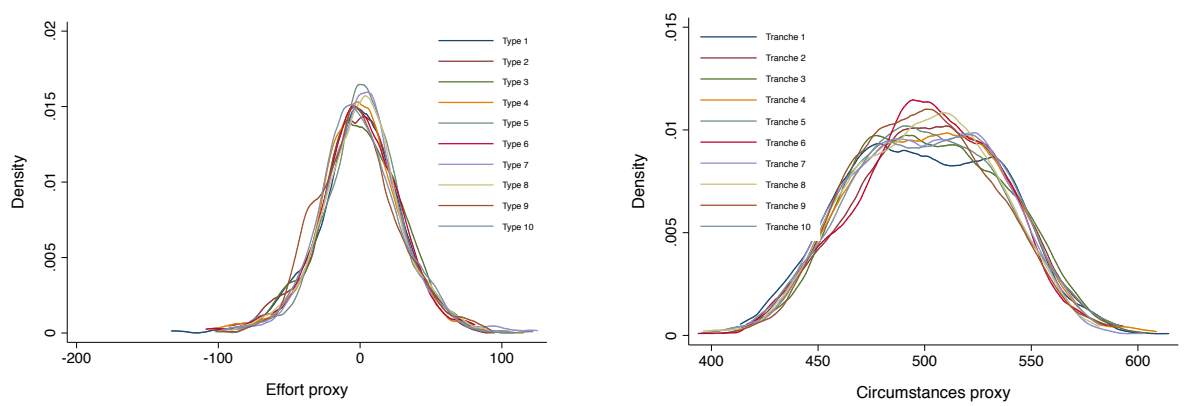 .02
.015
.01
.005
0
Density
-200
-100
0
100
Effort proxy
Type 1
Type 2
Type 3
Type 4
Type 5
Type 6
Type 7
Type 8
Type 9
Type 10
.015
.01
.005
0
Density
400
450
500
550
600
Circumstances proxy
Tranche 1
Tranche 2
Tranche 3
Tranche 4
Tranche 5
Tranche 6
Tranche 7
Tranche 8
Tranche 9
Tranche 10